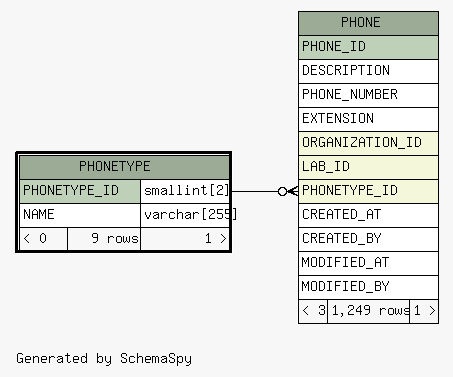 PHONE
PHONE_ID
DESCRIPTION
PHONE_NUMBER
EXTENSION
ORGANIZATION_ID
LAB_ID
PHONETYPE_ID
CREATED_AT
CREATED_BY
MODIFIED_AT
MODIFIED_BY
< 3 1,249 rows 1 >
PHONETYPE
PHONETYPE_ID smallint[2]
NAME varchar[255]
< 0 9 rows 1 >
Generated by SchemaSpy